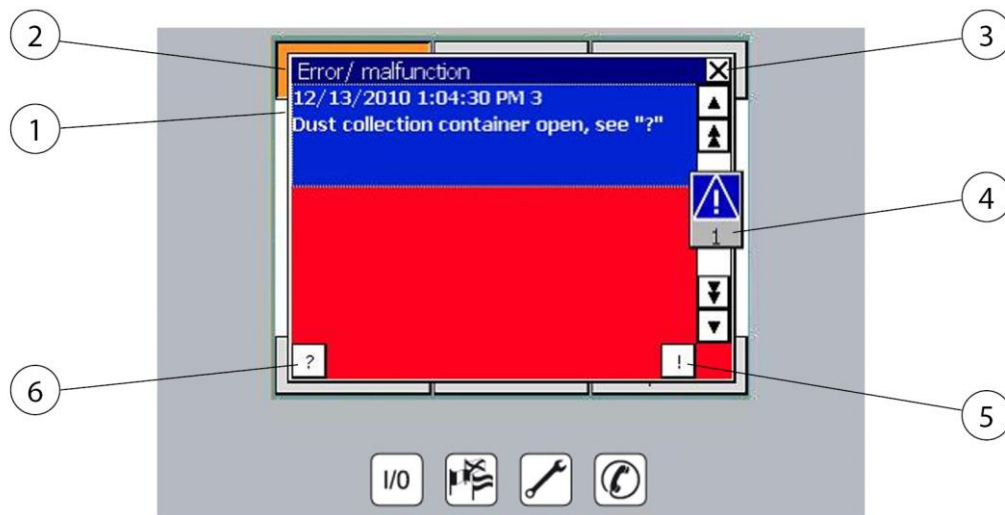 2
3
Error/ malfunction
12/13/2010 1:04:30 PM 3
Dust collection container open, see "?"
1
!
1
4
?
!
6
5
I/0